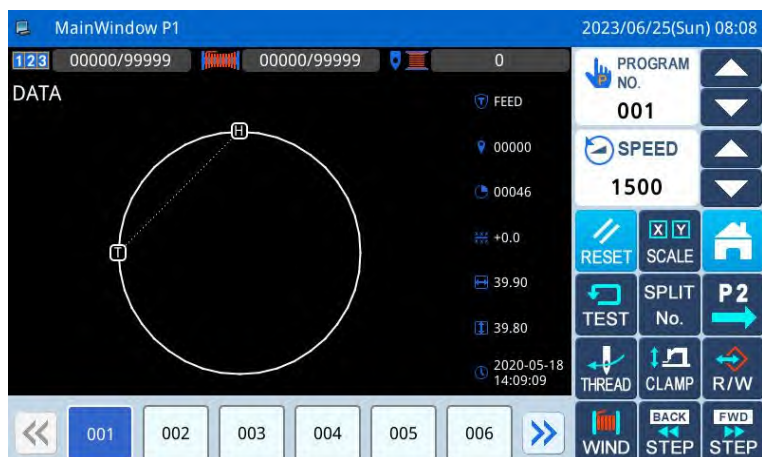 MainWindow P1
2023/06/25(Sun) 08:08
123 00000/99999
00000/99999
0
DATA
H
T
T FEED
00000
00046
+0.0
39.90
39.80
2020-05-18
14:09:09
P
PROGRAM
NO.
001
SPEED
1500
RESET
X Y
SCALE
TEST
SPLIT
No.
P2
THREAD
CLAMP
R/W
WIND
BACK
STEP
FWD
STEP
001 002 003 004 005 006